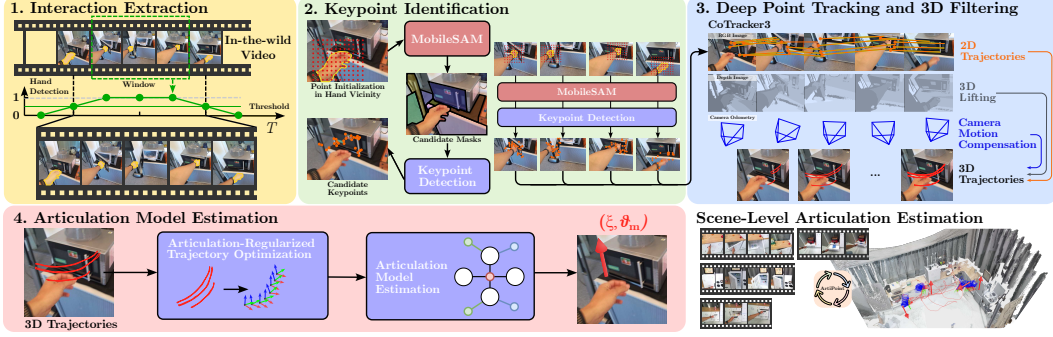 1. Interaction Extraction
In-the-wild
Video
Hand
Detection
Window
1
0
Threshold
T
2. Keypoint Identification
MobileSAM
Point Initialization
in Hand Vicinity
Candidate Masks
Keypoint
Detection
Candidate
Keypoints
MobileSAM
Keypoint Detection
3. Deep Point Tracking and 3D Filtering
CoTracker3
RGB Image
2D
Trajectories
Depth Image
3D
Lifting
Camera Odometry
Camera
Motion
Compensation
...
3D
Trajectories
4. Articulation Model Estimation
3D Trajectories
Articulation-Regularized
Trajectory Optimization
Articulation
Model
Estimation
(ξ, ϑm)
Scene-Level Articulation Estimation
ArtiPoint